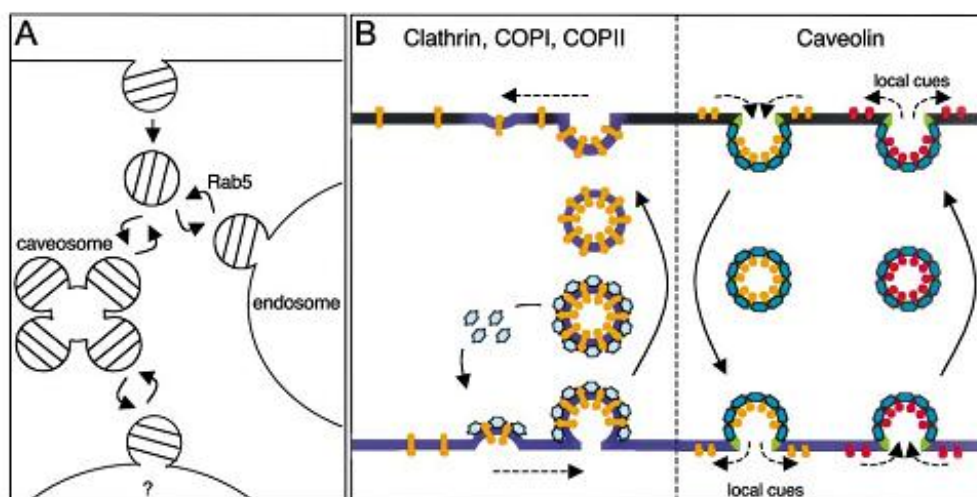 A
Rab5
caveosome
endosome
?
B
Clathrin, COPI, COPII
Caveolin
local cues
local cues